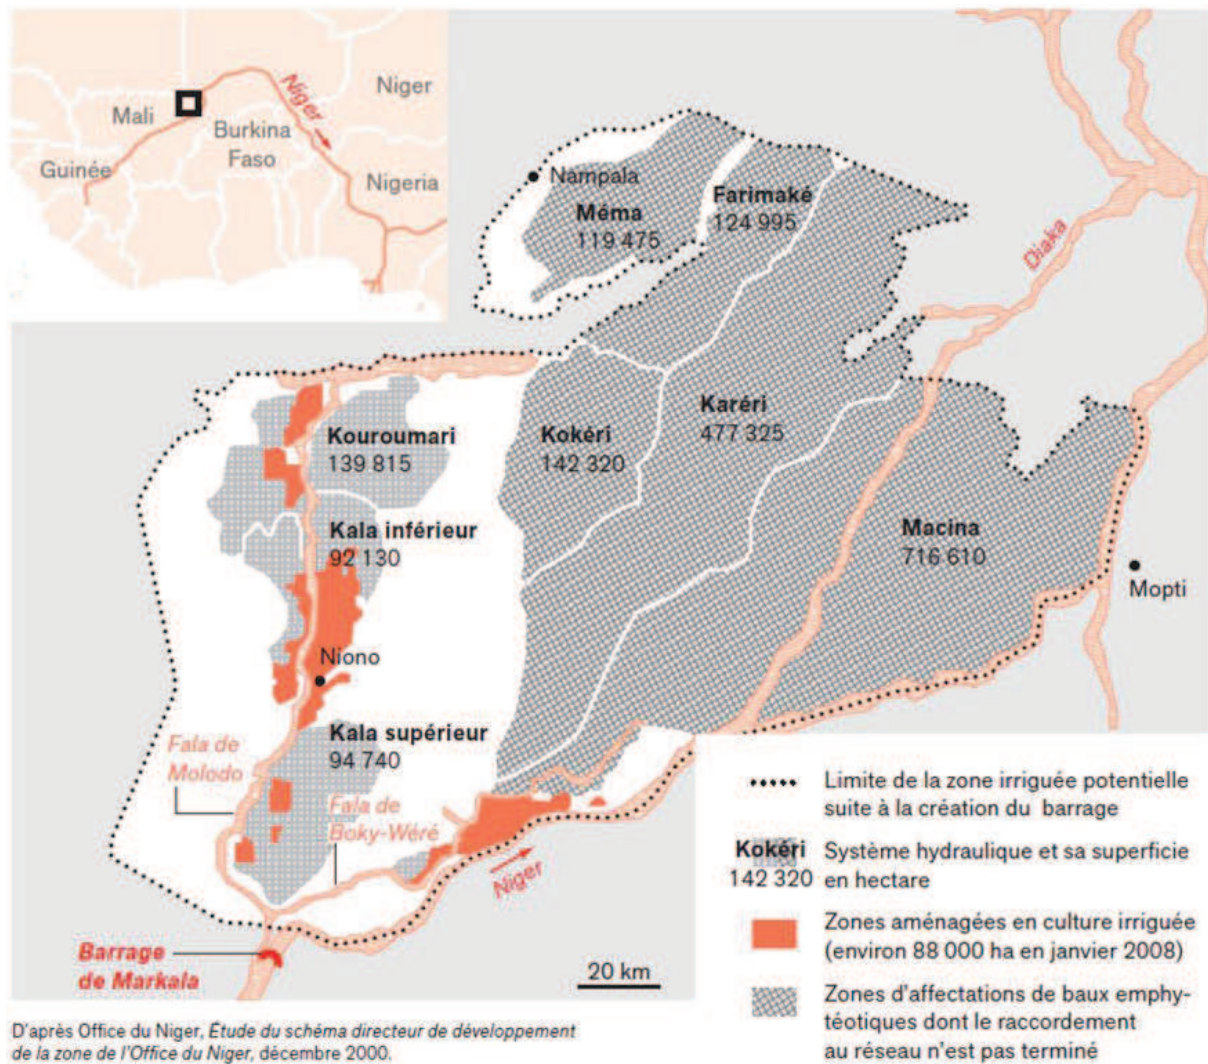 Niger
Niger
Mali
Burkina
Faso
Guinée
Nigeria
Nampala
Méma
119 475
Farimaké
124 995
Diaka
Kouroumari
139 815
Kokéri
142 320
Karéri
477 325
Kala inférieur
92 130
Macina
716 610
Mopti
Niono
Kala supérieur
94 740
Fala de
Molodo
Fala de
Boky-Wéré
Niger
Barrage
de Markala
20 km
Limite de la zone irriguée potentielle
suite à la création du barrage
Kokéri
142 320
Système hydraulique et sa superficie
en hectare
Zones aménagées en culture irriguée
(environ 88 000 ha en janvier 2008)
Zones d'affectations de baux emphy-
téotiques dont le raccordement
au réseau n'est pas terminé
D'après Office du Niger, Étude du schéma directeur de développement
de la zone de l'Office du Niger, décembre 2000.